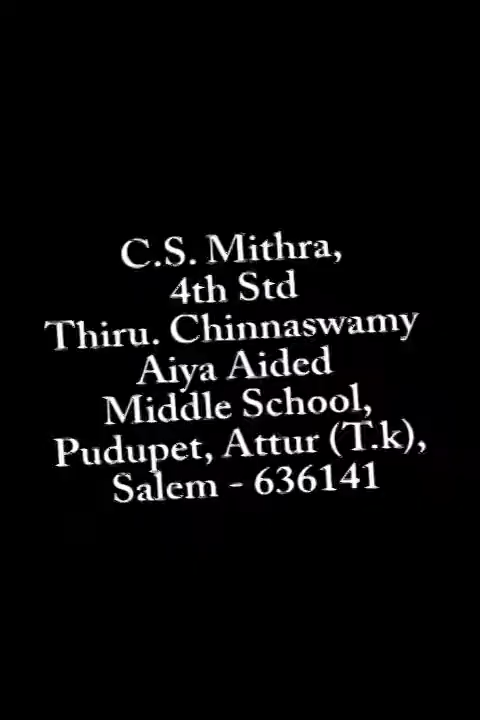 C.S. Mithra,
4th Std
Thiru. Chinnaswamy
Aiya Aided
Middle School,
Pudupet, Attur (T.k),
Salem - 636141